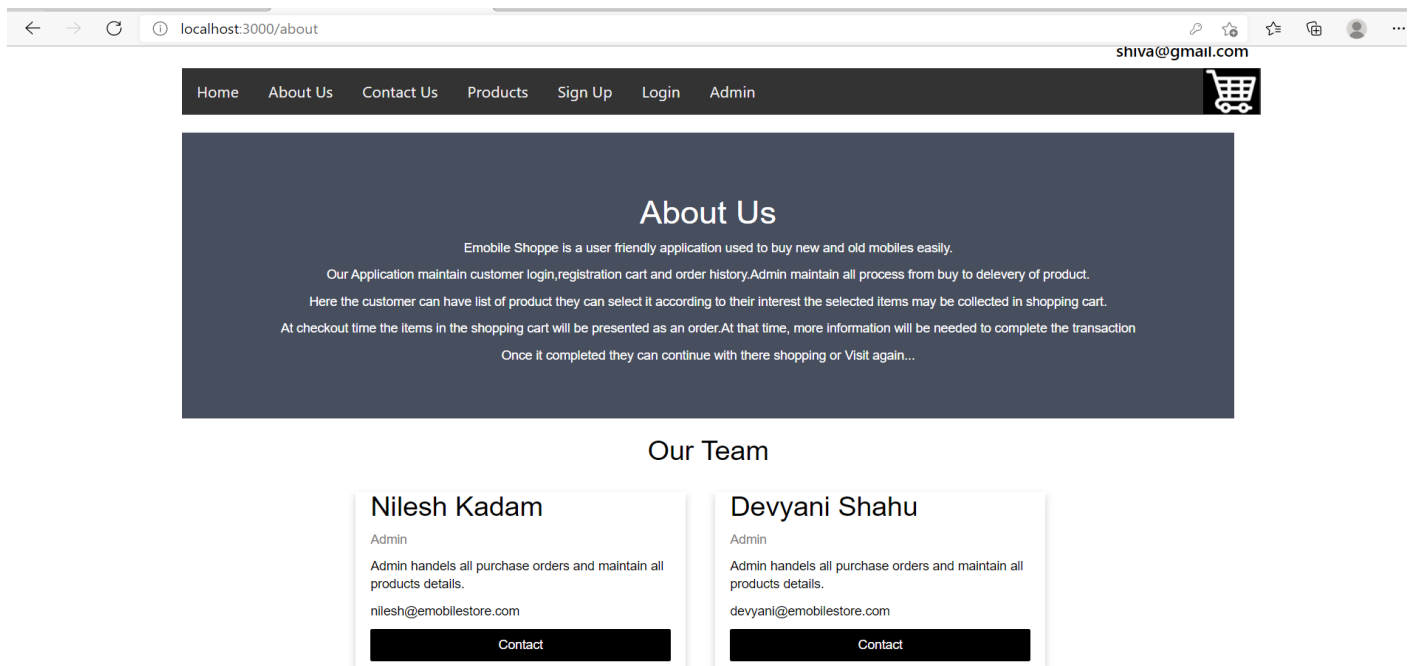 localhost:3000/about
shiva@gmail.com
Home About Us Contact Us Products Sign Up Login Admin
About Us
Emobile Shoppe is a user friendly application used to buy new and old mobiles easily.
Our Application maintain customer login,registration cart and order history.Admin maintain all process from buy to delevery of product.
Here the customer can have list of product they can select it according to their interest the selected items may be collected in shopping cart.
At checkout time the items in the shopping cart will be presented as an order.At that time, more information will be needed to complete the transaction
Once it completed they can continue with there shopping or Visit again...
Our Team
Nilesh Kadam
Admin
Admin handels all purchase orders and maintain all
products details.
nilesh@emobilestore.com
Contact
Devyani Shahu
Admin
Admin handels all purchase orders and maintain all
products details.
devyani@emobilestore.com
Contact